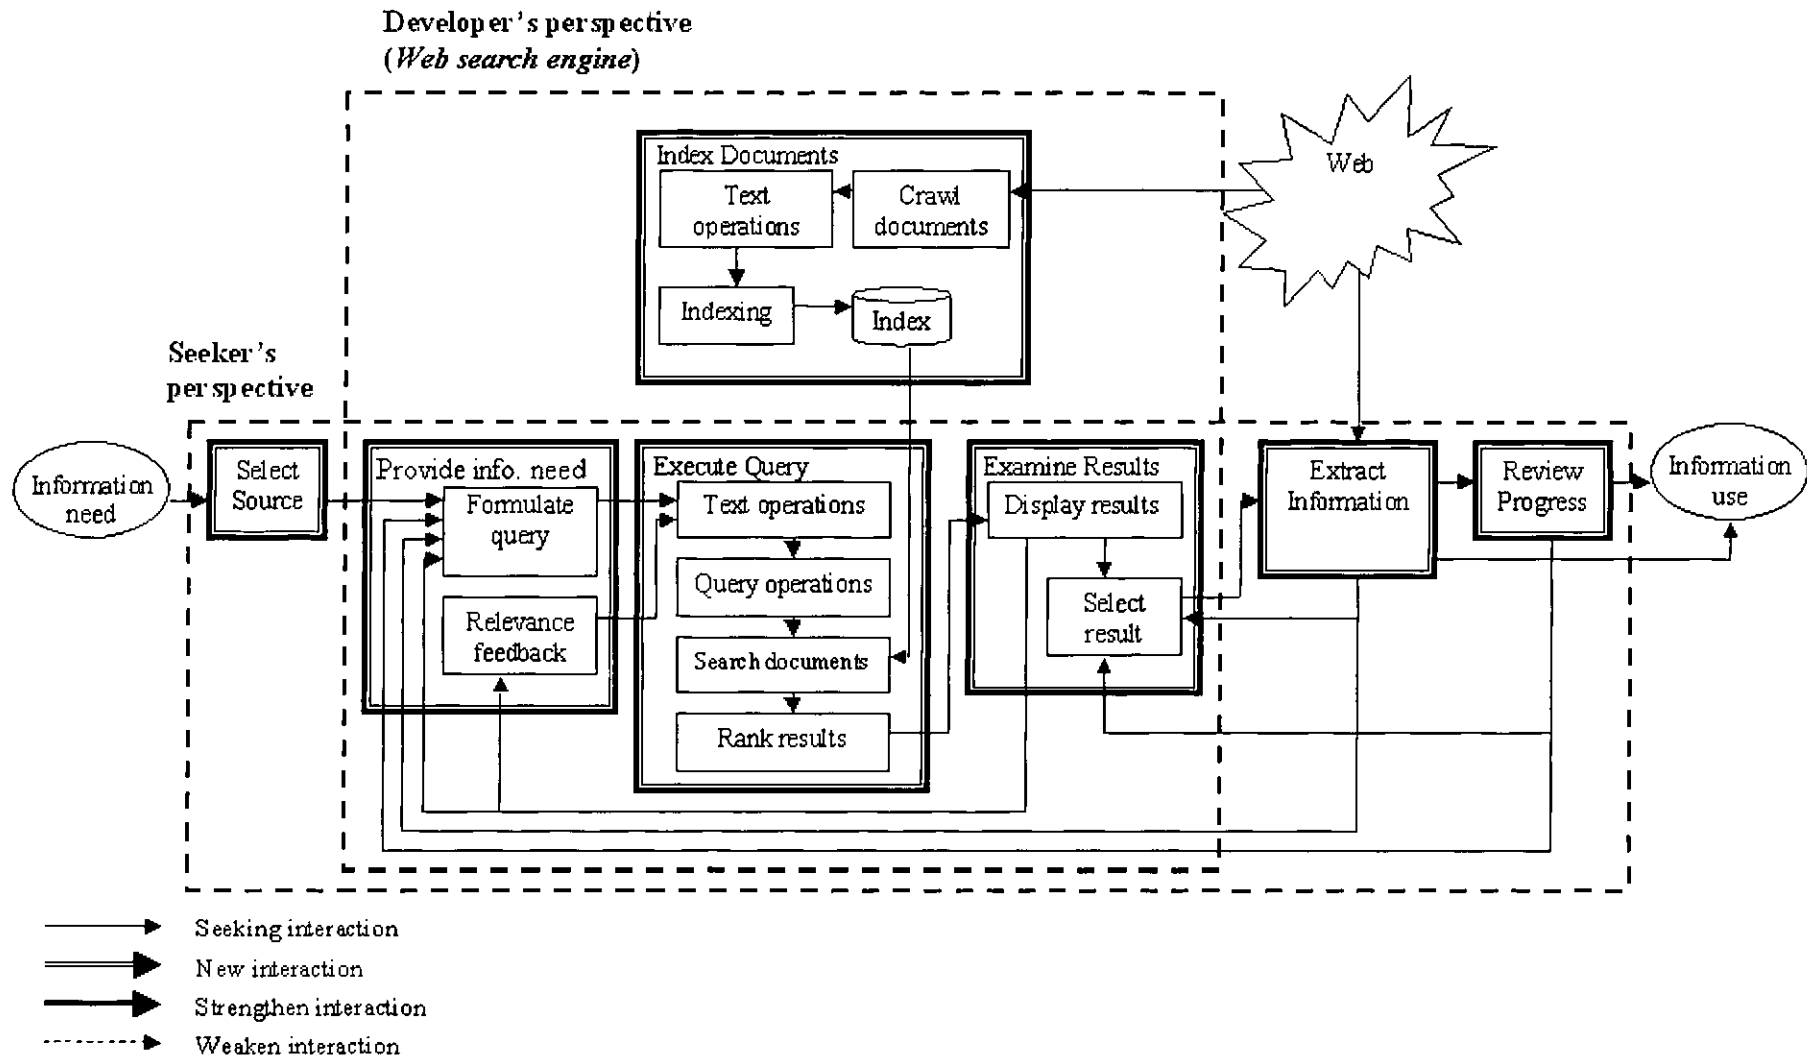 Developer's perspective
(Web search engine)
Index Documents
Text
operations
Crawl
documents
Indexing
Index
Web
Seeker's
perspective
Information
need
Select
Source
Provide info. need
Formulate
query
Relevance
feedback
Execute Query
Text operations
Query operations
Search documents
Rank results
Examine Results
Display results
Select
result
Extract
Information
Review
Progress
Information
use
Seeking interaction
New interaction
Strengthen interaction
Weaken interaction